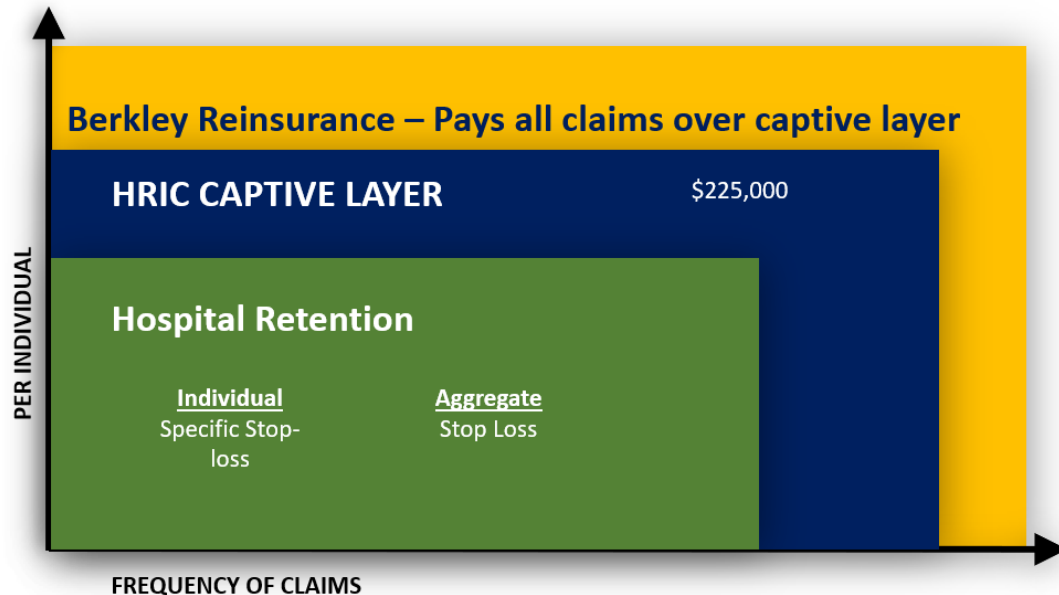 Berkley Reinsurance – Pays all claims over captive layer
HRIC CAPTIVE LAYER
$225,000
Hospital Retention
Individual
Specific Stop-
loss
Aggregate
Stop Loss
PER INDIVIDUAL
FREQUENCY OF CLAIMS